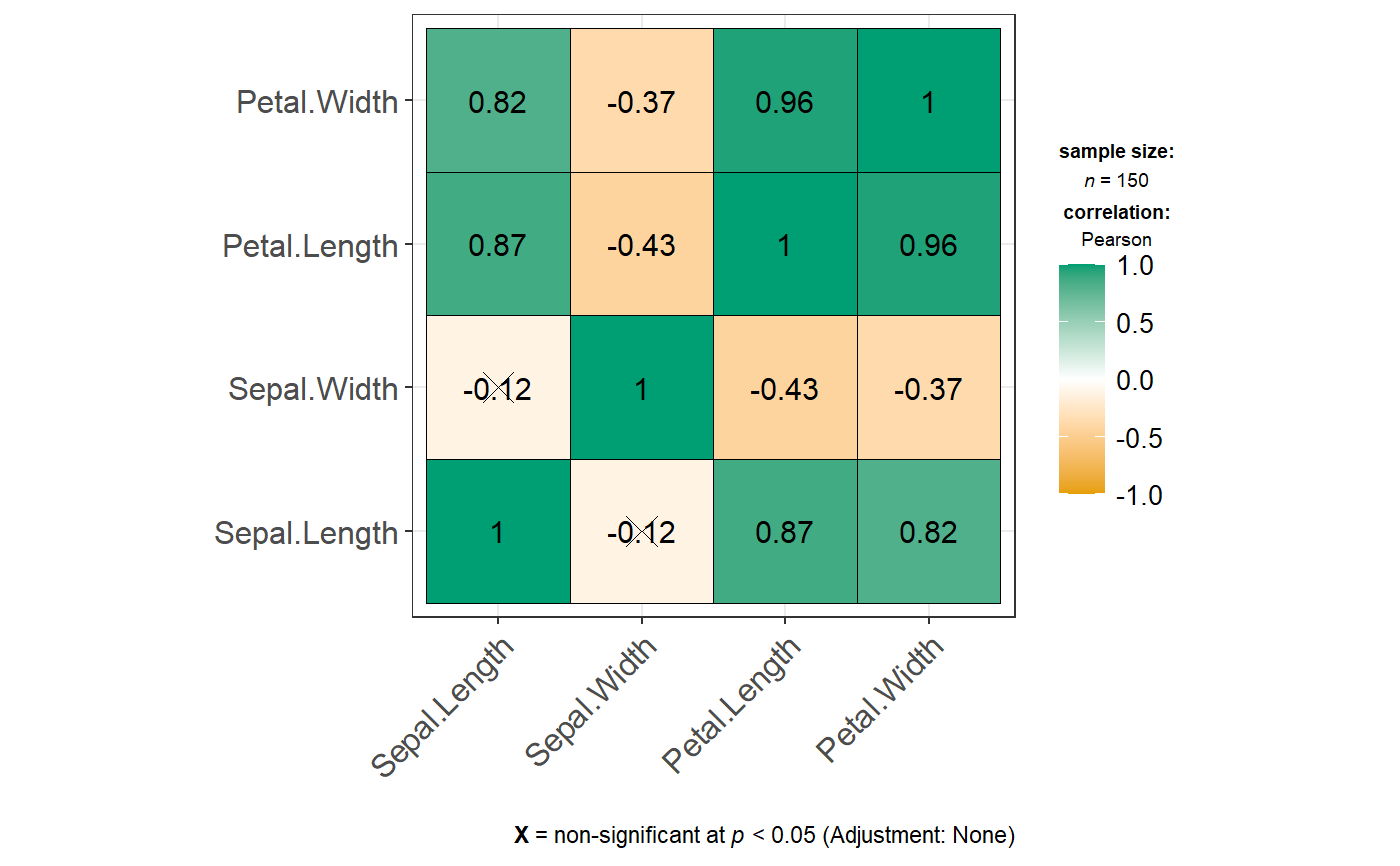 Petal.Width 0.82 -0.37 0.96 1
Petal.Length 0.87 -0.43 1 0.96
Sepal.Width -0.12 1 -0.43 -0.37
Sepal.Length 1 -0.12 0.87 0.82
Sepal.Length Sepal.Width Petal.Length Petal.Width
sample size:
n = 150
correlation:
Pearson
1.0
0.5
0.0
-0.5
-1.0
X = non-significant at p < 0.05 (Adjustment: None)